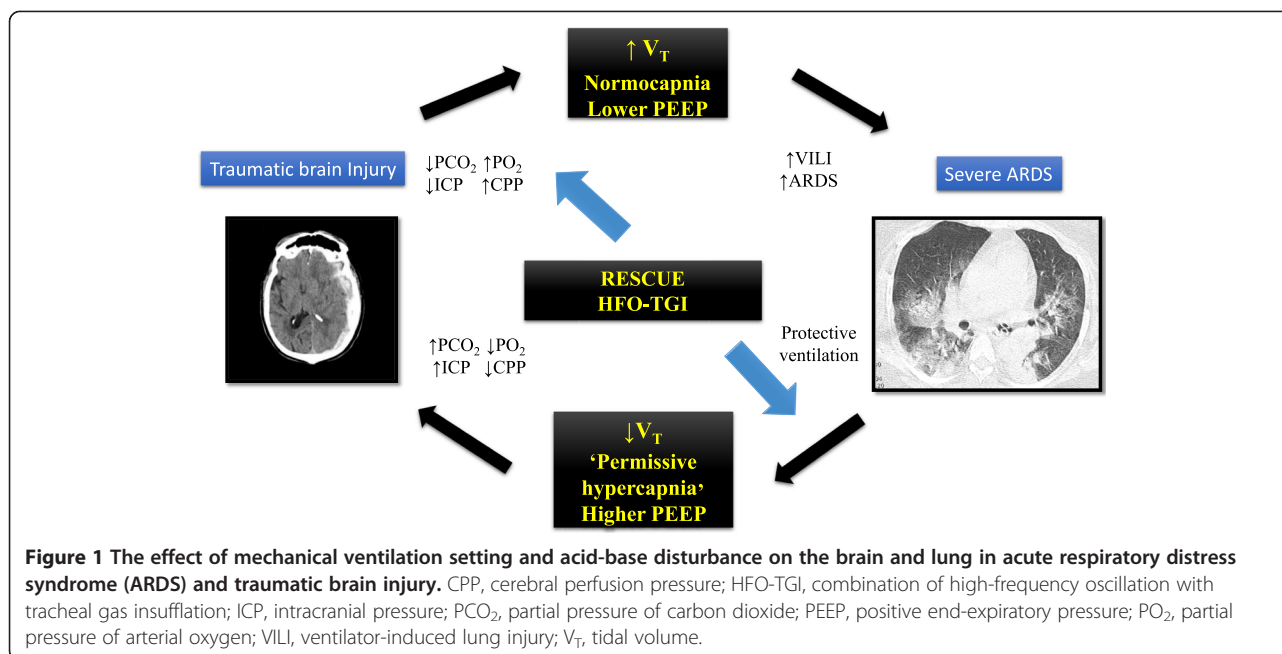 ↑ V_T
Normocapnia
Lower PEEP
Traumatic brain Injury
↓PCO₂ ↑PO₂
↓ICP ↑CPP
↑VILI
↑ARDS
Severe ARDS
RESCUE
HFO-TGI
↑PCO₂ ↓PO₂
↑ICP ↓CPP
Protective
ventilation
↓V_T
‘Permissive
hypercapnia’
Higher PEEP
Figure 1 The effect of mechanical ventilation setting and acid-base disturbance on the brain and lung in acute respiratory distress
syndrome (ARDS) and traumatic brain injury. CPP, cerebral perfusion pressure; HFO-TGI, combination of high-frequency oscillation with
tracheal gas insufflation; ICP, intracranial pressure; PCO₂, partial pressure of carbon dioxide; PEEP, positive end-expiratory pressure; PO₂, partial
pressure of arterial oxygen; VILI, ventilator-induced lung injury; V_T, tidal volume.